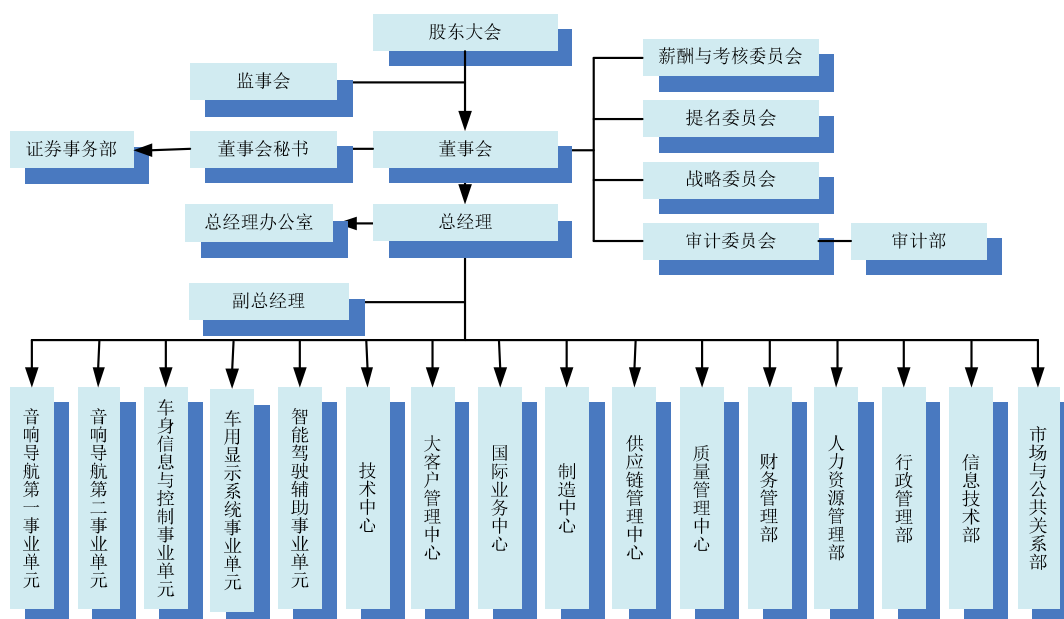 股东大会
监事会
薪酬与考核委员会
提名委员会
证券事务部
董事会秘书
董事会
战略委员会
总经理办公室
总经理
审计委员会
审计部
副总经理
音响导航第一事业单元
音响导航第二事业单元
车身信息与控制事业单元
车用显示系统事业单元
智能驾驶辅助事业单元
技术中心
大客户管理中心
国际业务中心
制造中心
供应链管理中心
质量管理中心
财务管理部
人力资源管理部
行政管理部
信息技术部
市场与公共关系部